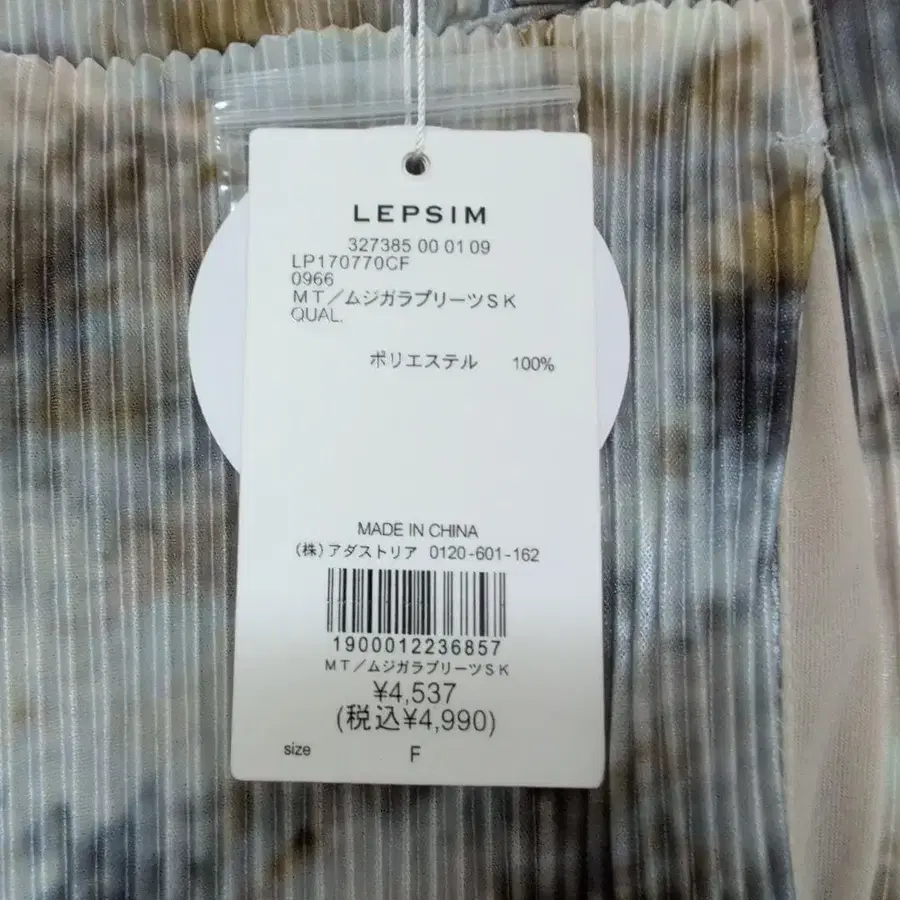 LEPSIM
327385 00 01 09
LP170770CF
0966
MT/ムジガラプリーツSK
QUAL.
ポリエステル 100%
MADE IN CHINA
(株)アダストリア 0120-601-162
1900012236857
MT/ムジガラプリーツSK
¥4,537
(税込¥4,990)
size F